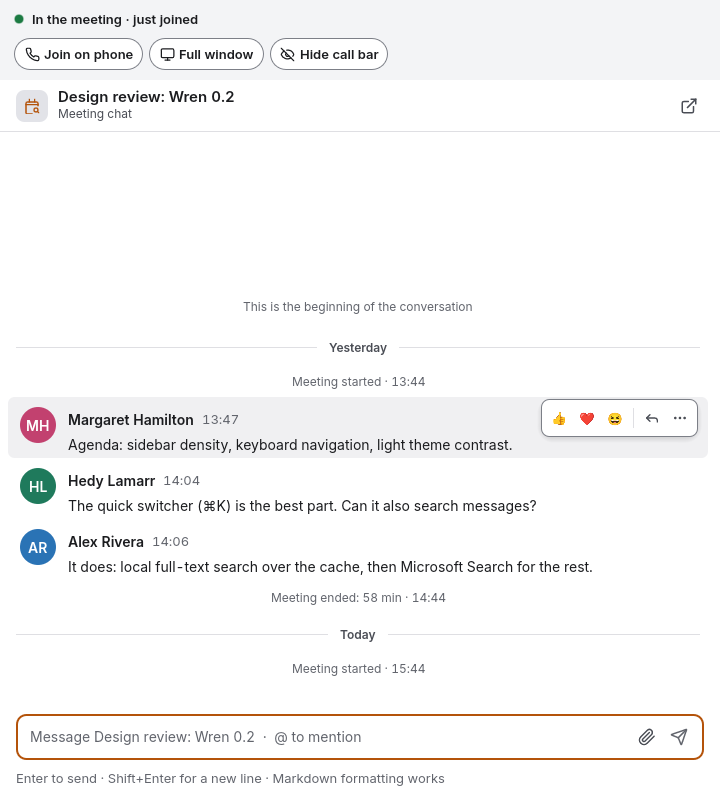 In the meeting · just joined
Join on phone
Full window
Hide call bar
Design review: Wren 0.2
Meeting chat
This is the beginning of the conversation
Yesterday
Meeting started · 13:44
MH
Margaret Hamilton 13:47
Agenda: sidebar density, keyboard navigation, light theme contrast.
HL
Hedy Lamarr 14:04
The quick switcher (⌘K) is the best part. Can it also search messages?
AR
Alex Rivera 14:06
It does: local full-text search over the cache, then Microsoft Search for the rest.
Meeting ended: 58 min · 14:44
Today
Meeting started · 15:44
Message Design review: Wren 0.2 · @ to mention
Enter to send · Shift+Enter for a new line · Markdown formatting works